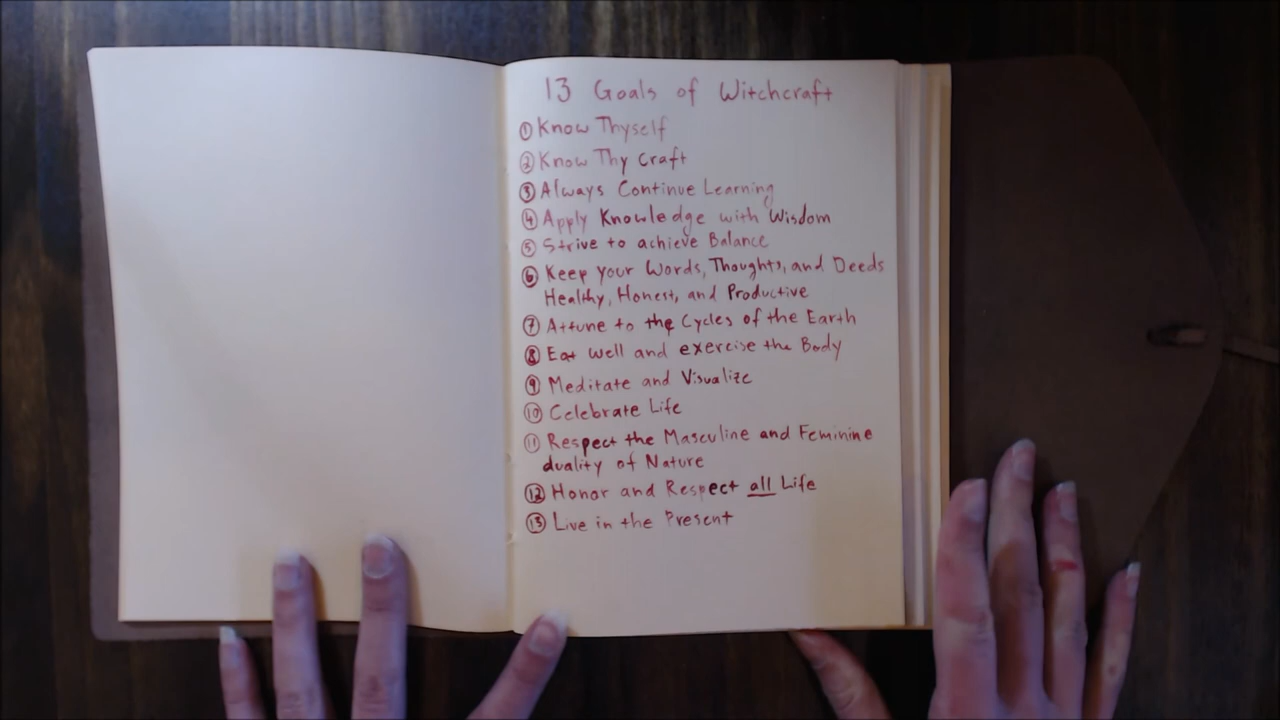 13 Goals of Witchcraft
① Know Thyself
② Know Thy Craft
③ Always Continue Learning
④ Apply Knowledge with Wisdom
⑤ Strive to achieve Balance
⑥ Keep your Words, Thoughts, and Deeds
Healthy, Honest, and Productive
⑦ Attune to the Cycles of the Earth
⑧ Eat well and exercise the Body
⑨ Meditate and Visualize
⑩ Celebrate Life
⑪ Respect the Masculine and Feminine
duality of Nature
⑫ Honor and Respect all Life
⑬ Live in the Present